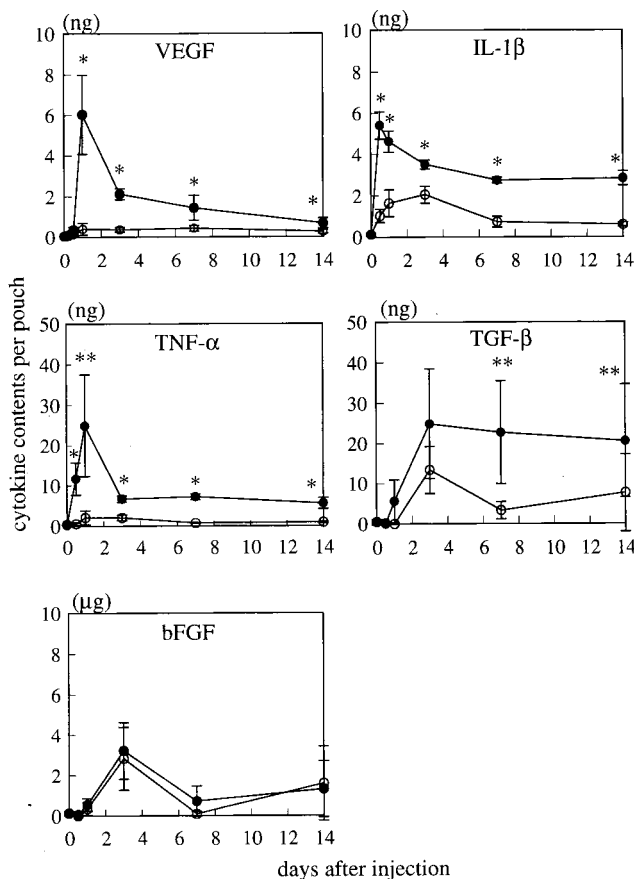 (ng) (ng)
VEGF IL-1β
10 10
8 8
* *
6 6
*
4 4
* * * * *
2 2
*
0 0
0 2 4 6 8 10 12 14 0 2 4 6 8 10 12 14
(ng) (ng)
TNF-α TGF-β
50 50
40 40
** ** **
30 30
20 20
* * * *
10 10
0 0
0 2 4 6 8 10 12 14 0 2 4 6 8 10 12 14
cytokine contents per pouch
(μg)
bFGF
10
8
6
4
2
0
0 2 4 6 8 10 12 14
days after injection